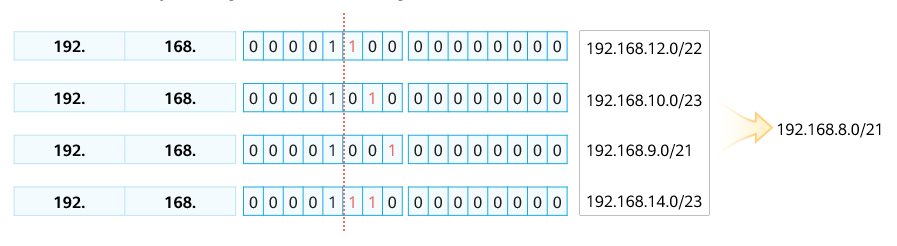 192. 168. 0 0 0 0 1 1 0 0 0 0 0 0 0 0 0 0 192.168.12.0/22
192. 168. 0 0 0 0 1 0 1 0 0 0 0 0 0 0 0 0 192.168.10.0/23
192.168.8.0/21
192. 168. 0 0 0 0 1 0 0 1 0 0 0 0 0 0 0 0 192.168.9.0/21
192. 168. 0 0 0 0 1 1 1 0 0 0 0 0 0 0 0 0 192.168.14.0/23